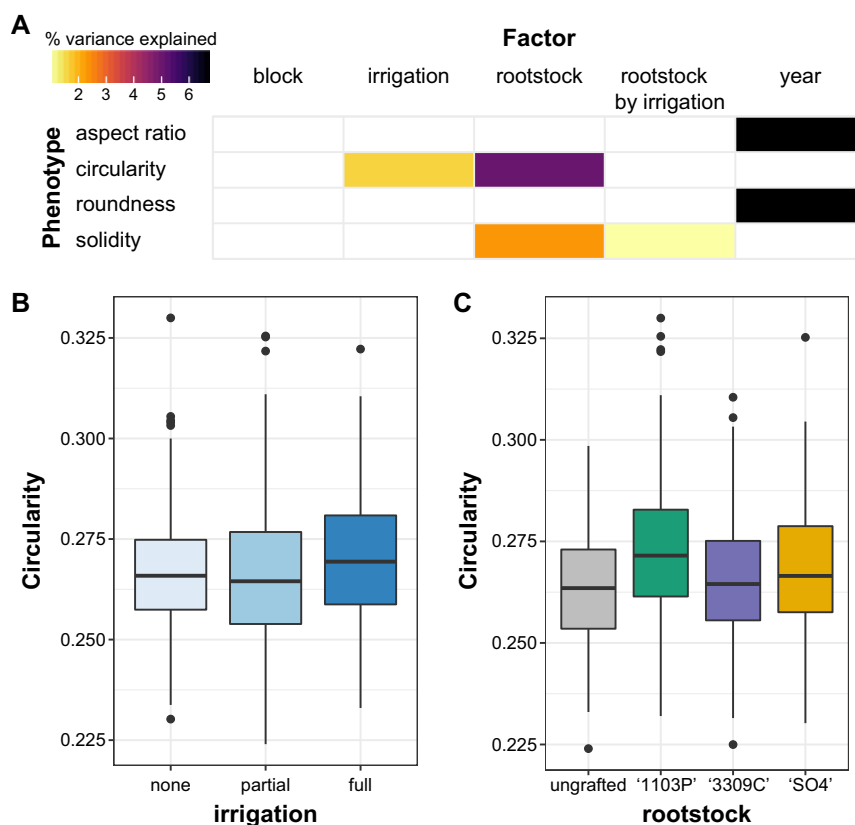 A
% variance explained
2 3 4 5 6
Factor
block irrigation rootstock rootstock by irrigation year
Phenotype
aspect ratio
circularity
roundness
solidity
B
Circularity
0.325
0.300
0.275
0.250
0.225
none partial full
irrigation
C
Circularity
0.325
0.300
0.275
0.250
0.225
ungrafted ‘1103P’ ‘3309C’ ‘SO4’
rootstock